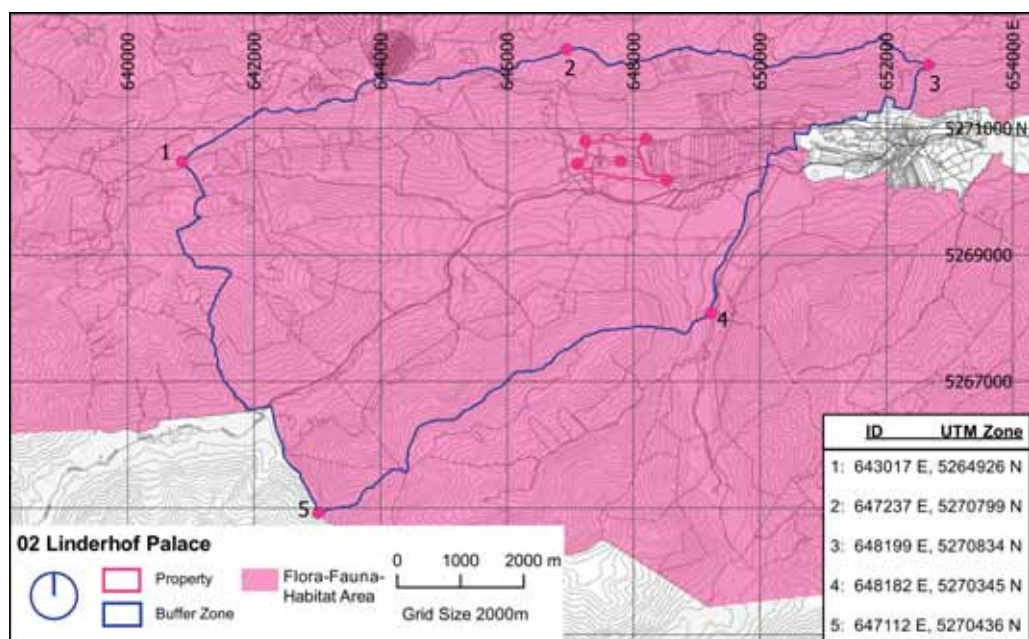 640000
642000
644000
646000
648000
650000
652000
654000 E
2
3
5271000 N
1
5269000 N
4
5267000 N
5
02 Linderhof Palace
Property
Buffer Zone
Flora-Fauna-
Habitat Area
0 1000 2000 m
Grid Size 2000m
ID UTM Zone
1: 643017 E, 5264926 N
2: 647237 E, 5270799 N
3: 648199 E, 5270834 N
4: 648182 E, 5270345 N
5: 647112 E, 5270436 N